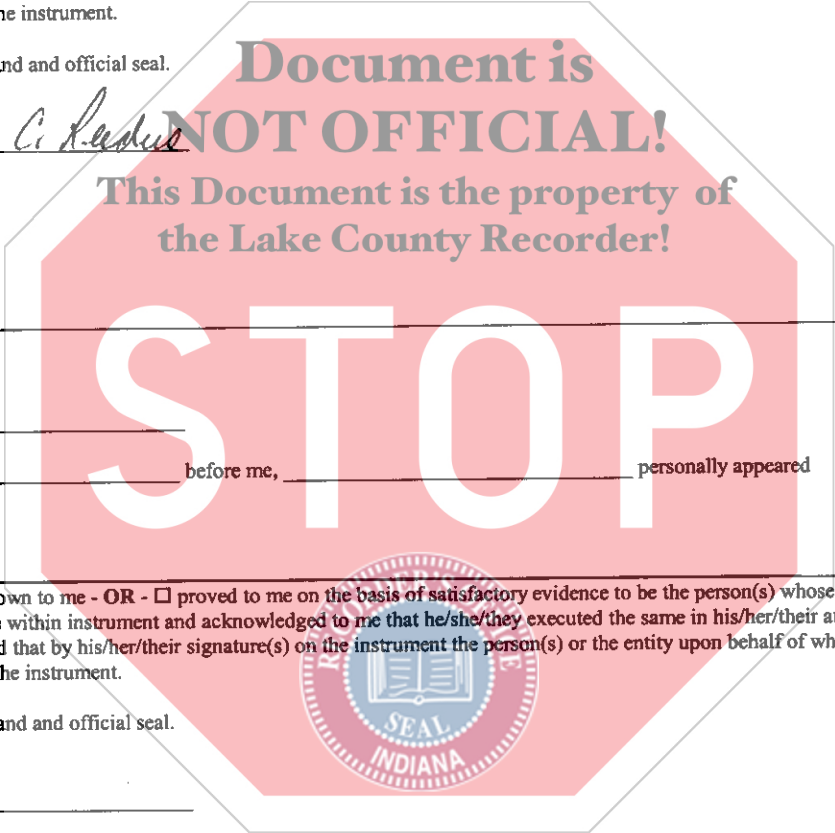 he instrument.
nd and official seal.
Document is
NOT OFFICIAL!
C. Reedus
This Document is the property of
the Lake County Recorder!
STOP
before me, personally appeared
own to me - OR - ☐ proved to me on the basis of satisfactory evidence to be the person(s) whose
within instrument and acknowledged to me that he/she/they executed the same in his/her/their a
d that by his/her/their signature(s) on the instrument the person(s) or the entity upon behalf of wh
he instrument.
and and official seal.
RECORDER'S OFFICE
SEAL
INDIANA